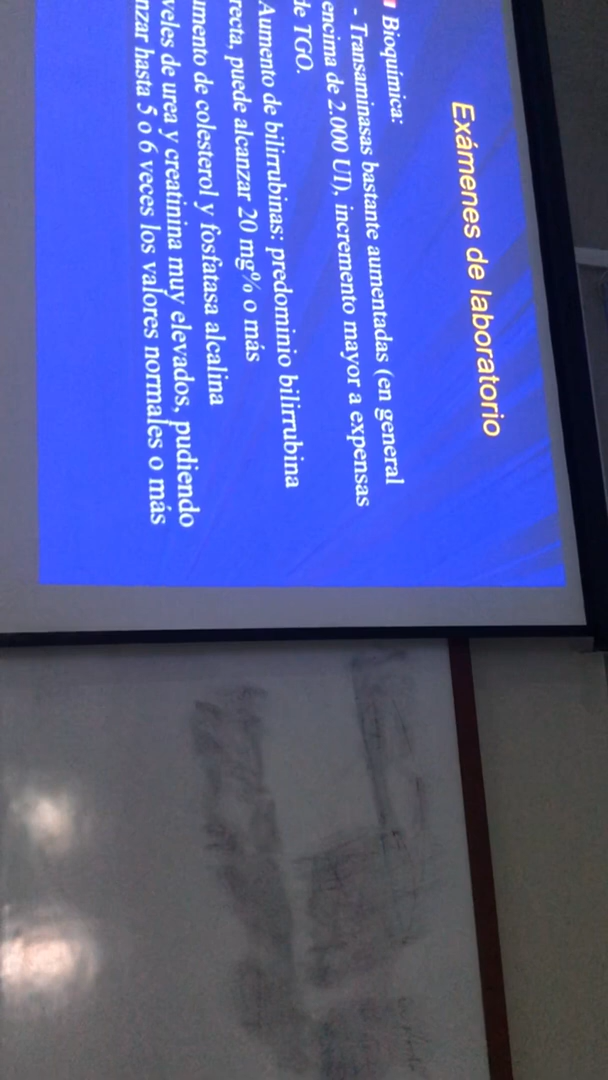 Exámenes de laboratorio
Bioquímica:
- Transaminasas bastante aumentadas (en general
encima de 2.000 UI), incremento mayor a expensas
de TGO.
Aumento de bilirrubinas: predominio bilirrubina
recta, puede alcanzar 20 mg% o más
umento de colesterol y fosfatasa alcalina
veles de urea y creatinina muy elevados, pudiendo
nzar hasta 5 o 6 veces los valores normales o más